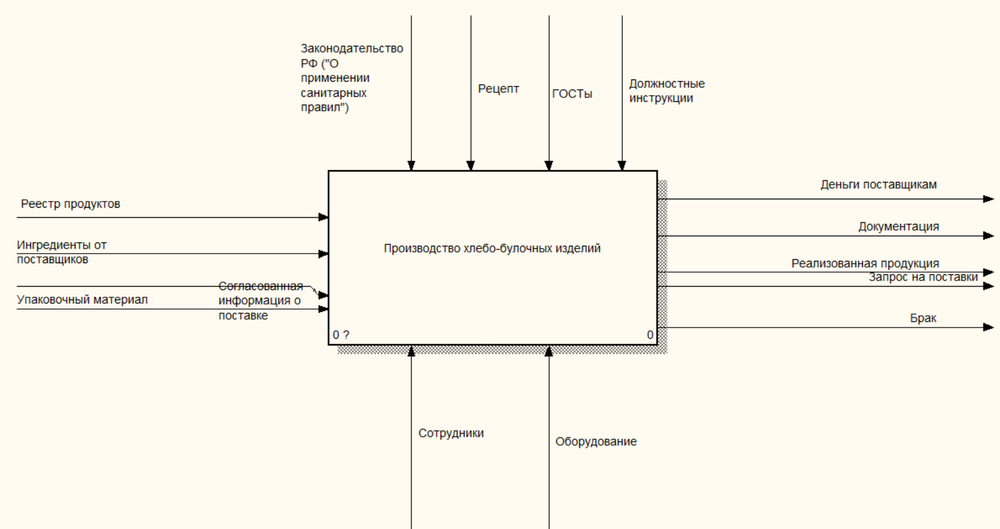 Законодательство
РФ ("О
применении
санитарных
правил")
Рецепт
ГОСТы
Должностные
инструкции
Реестр продуктов
Ингредиенты от
поставщиков
Согласованная
информация о
поставке
Упаковочный материал
Производство хлебо-булочных изделий
0 ?
0
Деньги поставщикам
Документация
Реализованная продукция
Запрос на поставки
Брак
Сотрудники
Оборудование